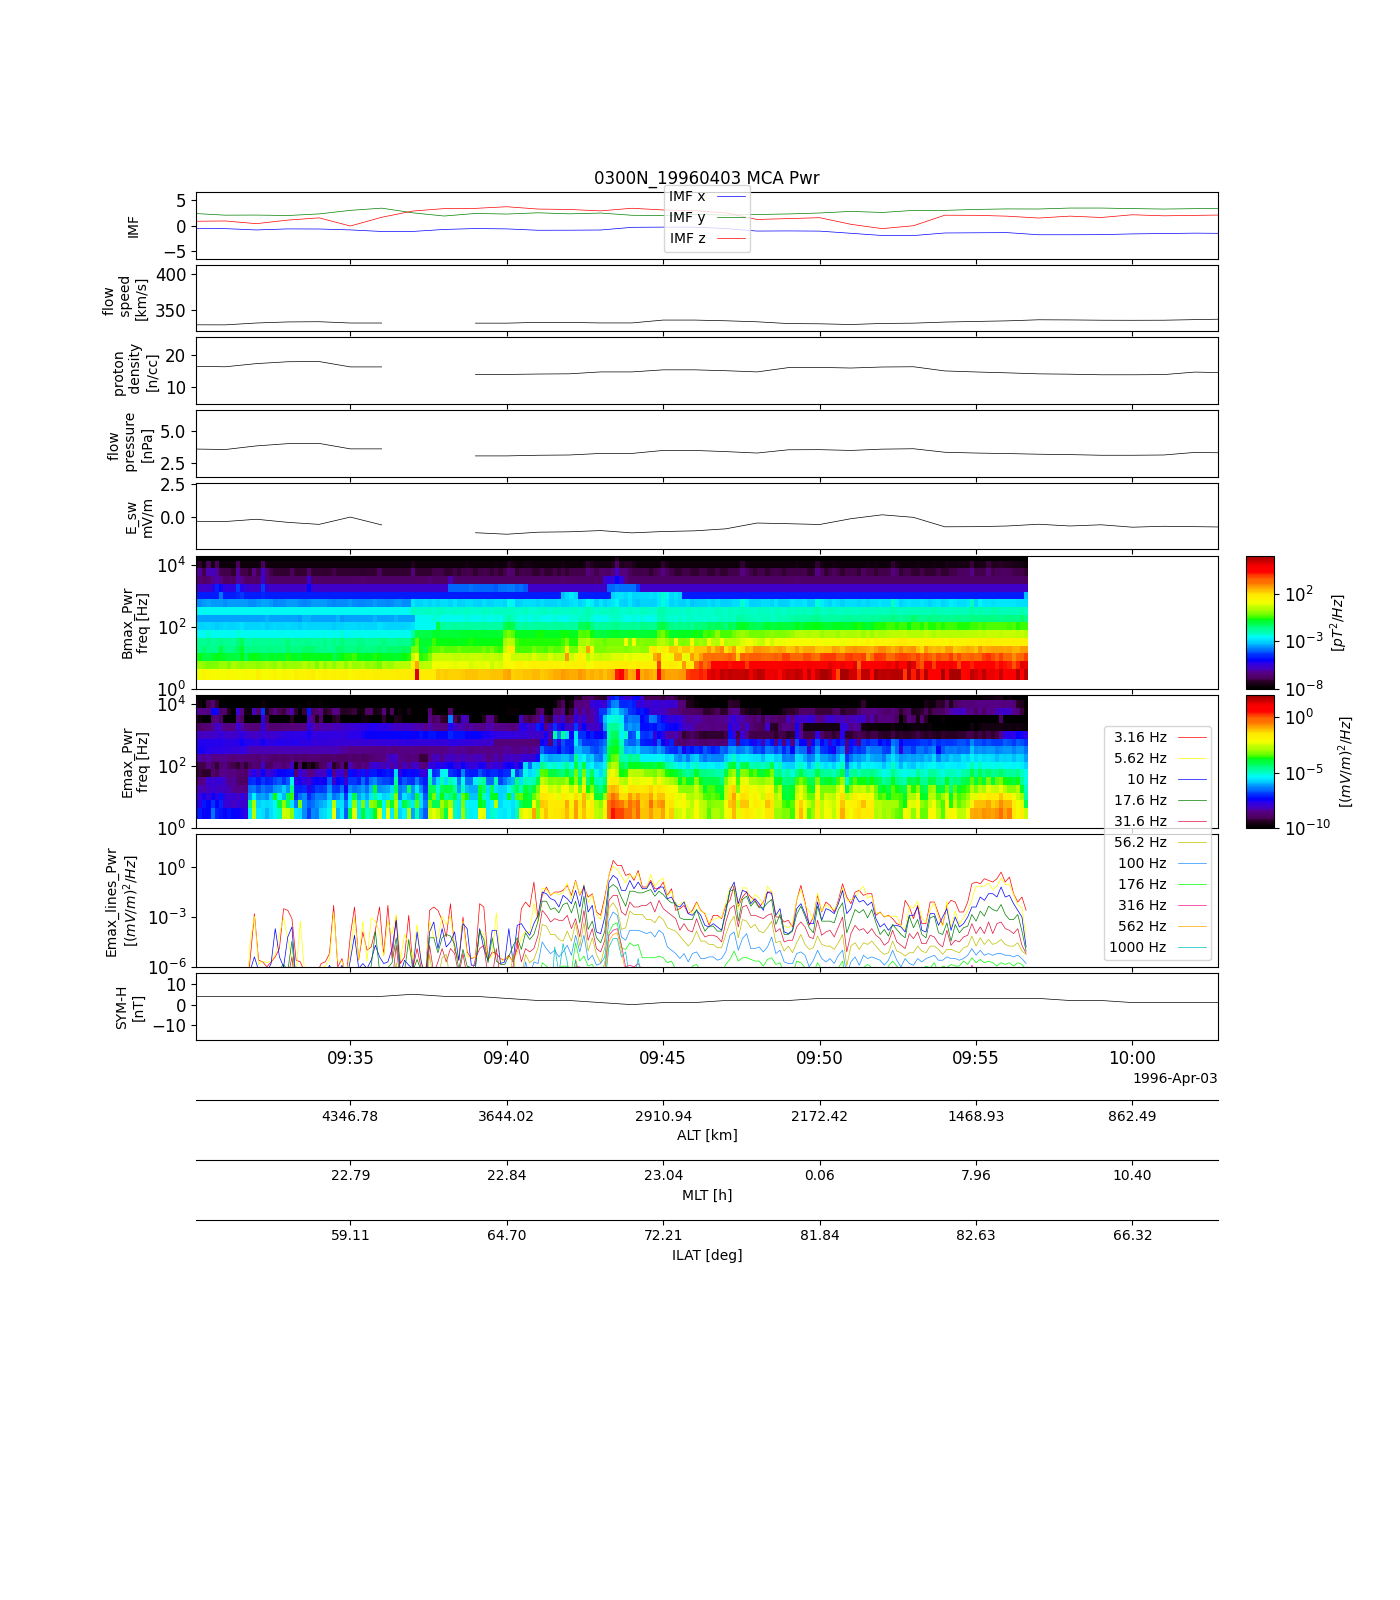 0300N_19960403 MCA Pwr
IMF
5
0
−5
IMF x
IMF y
IMF z
flow
speed
[km/s]
400
350
proton
density
[n/cc]
20
10
flow
pressure
[nPa]
5.0
2.5
E_sw
mV/m
2.5
0.0
Bmax_Pwr
freq [Hz]
10^4
10^2
10^0
10^2
10^−3
10^−8
[pT^2/Hz]
Emax_Pwr
freq [Hz]
10^4
10^2
10^0
10^0
10^−5
10^−10
[(mV/m)^2/Hz]
3.16 Hz
5.62 Hz
10 Hz
17.6 Hz
31.6 Hz
56.2 Hz
100 Hz
176 Hz
316 Hz
562 Hz
1000 Hz
Emax_lines_Pwr
[(mV/m)^2/Hz]
10^0
10^−3
10^−6
SYM-H
[nT]
10
0
−10
09:35 09:40 09:45 09:50 09:55 10:00
1996-Apr-03
4346.78 3644.02 2910.94 2172.42 1468.93 862.49
ALT [km]
22.79 22.84 23.04 0.06 7.96 10.40
MLT [h]
59.11 64.70 72.21 81.84 82.63 66.32
ILAT [deg]